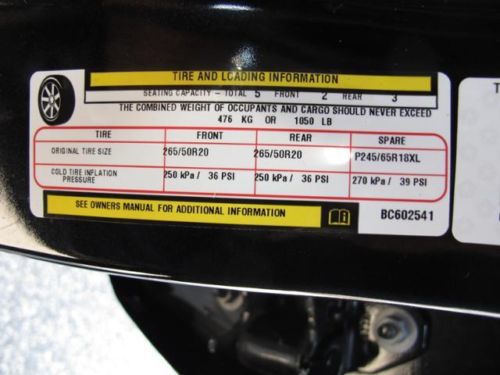 TIRE AND LOADING INFORMATION
SEATING CAPACITY - TOTAL 5 FRONT 2 REAR 3
THE COMBINED WEIGHT OF OCCUPANTS AND CARGO SHOULD NEVER EXCEED
476 KG OR 1050 LB
TIRE FRONT REAR SPARE
ORIGINAL TIRE SIZE 265/50R20 265/50R20 P245/65R18XL
COLD TIRE INFLATION PRESSURE 250 kPa / 36 PSI 250 kPa / 36 PSI 270 kPa / 39 PSI
SEE OWNERS MANUAL FOR ADDITIONAL INFORMATION BC602541